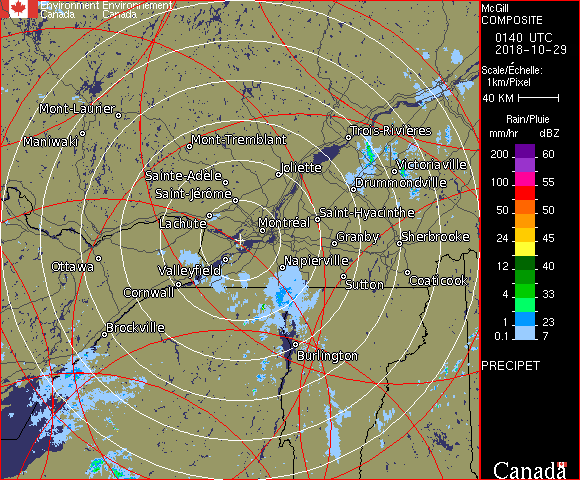 Environment Environnement
Canada Canada
Mont-Laurier
Maniwaki
Mont-Tremblant
Trois-Rivières
Joliette
Victoriaville
Sainte-Adèle
Drummondville
Saint-Jérôme
Saint-Hyacinthe
Lachute
Montréal
Granby
Sherbrooke
Ottawa
Valleyfield
Napierville
Sutton
Coaticook
Cornwall
Brockville
Burlington
McGill
COMPOSITE
0140 UTC
2018-10-29
Scale/Échelle:
1km/Pixel
40 KM
Rain/Pluie
mm/hr dBZ
200 60
100 55
50 50
24 45
12 40
4 33
1 23
0.1 7
PRECIPET
Canada